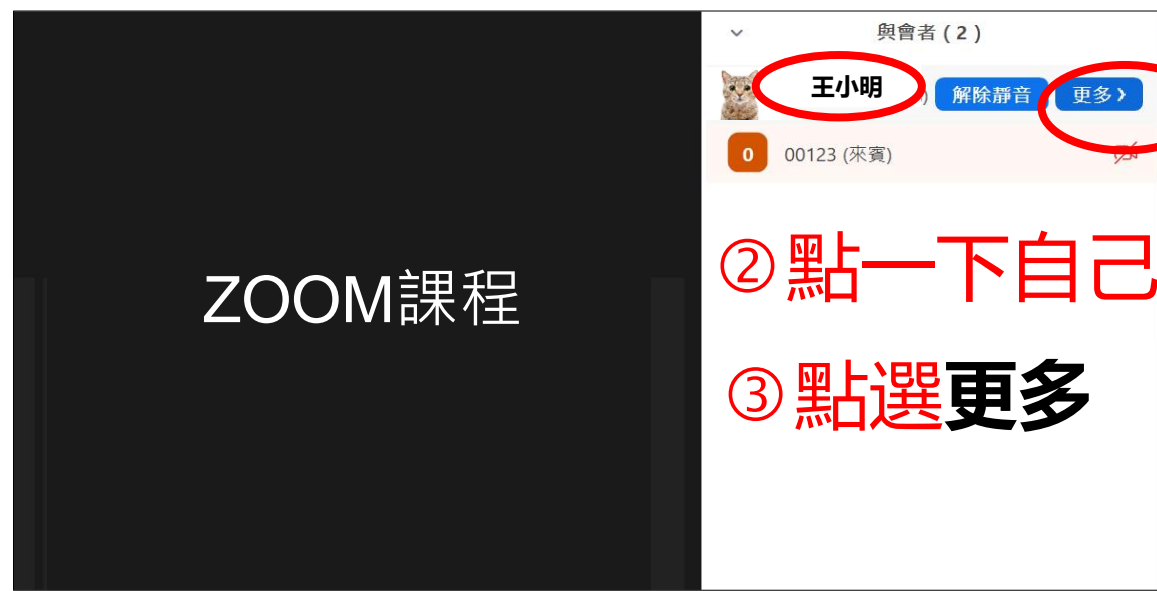 與會者 ( 2 )
王小明 ) 解除靜音 更多 >
0 00123 (來賓)
ZOOM課程
② 點一下自己
③ 點選更多